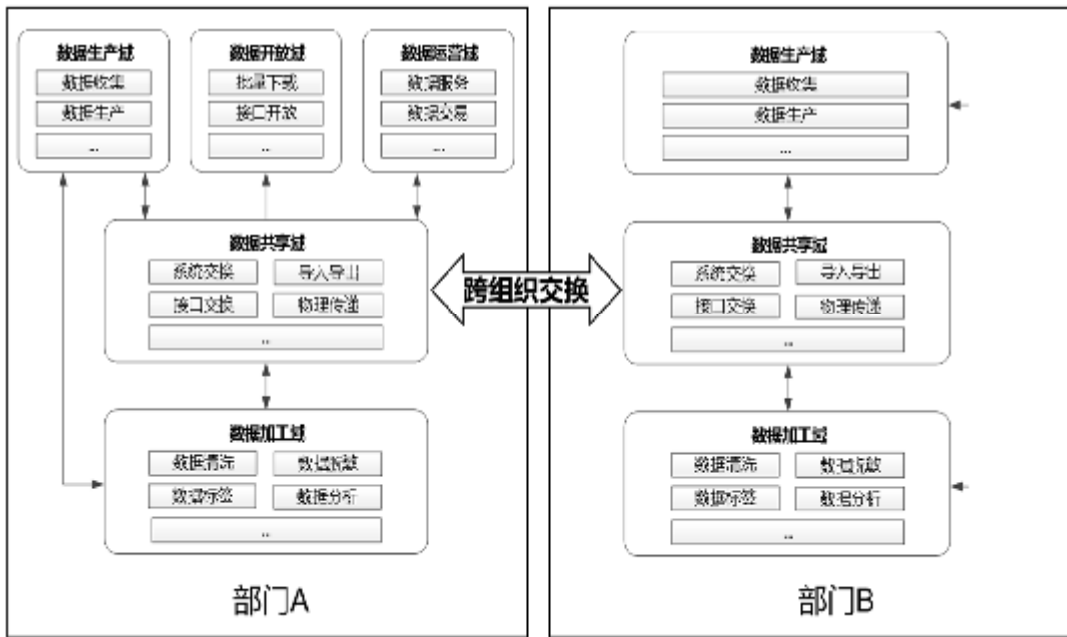 数据生产域
数据收集
数据生产
...
数据开放域
批量下载
接口开放
...
数据运营域
数据服务
数据交易
...
数据共享域
系统交换
导入导出
接口交换
物理传递
...
数据加工域
数据清洗
数据脱敏
数据标签
数据分析
...
部门A
跨组织交换
数据生产域
数据收集
数据生产
...
数据共享域
系统交换
导入导出
接口交换
物理传递
...
数据加工域
数据清洗
数据脱敏
数据标签
数据分析
...
部门B